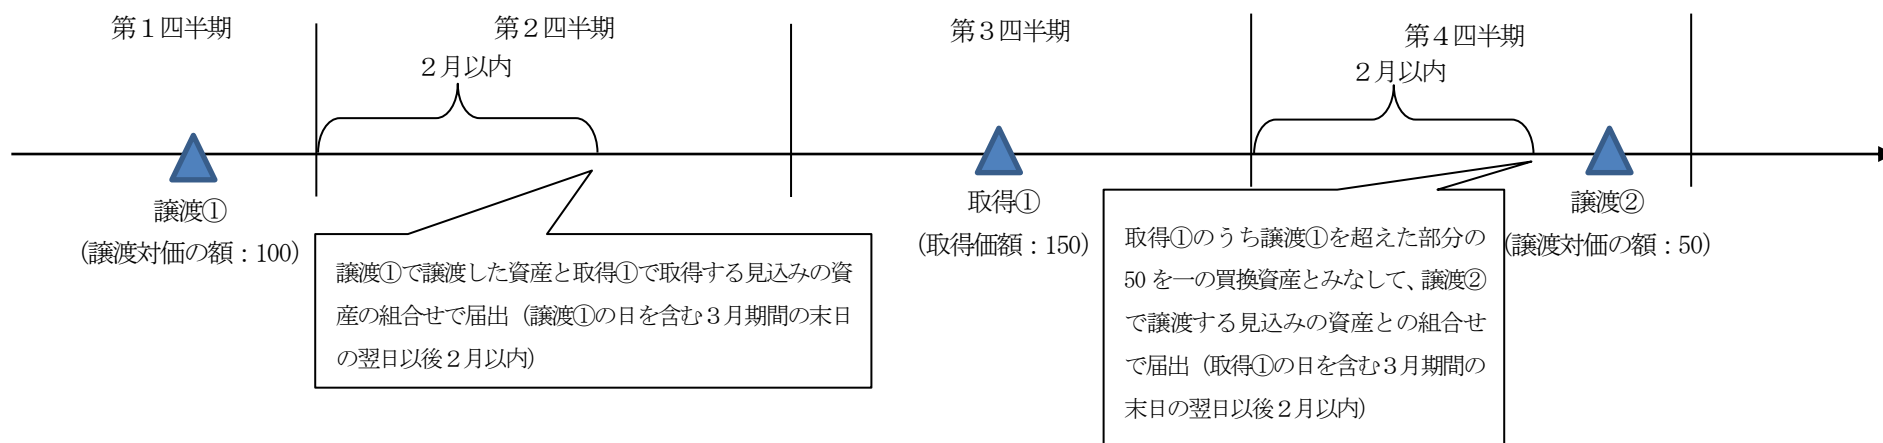 第１四半期
第２四半期
第３四半期
第４四半期
２月以内
２月以内
譲渡①
(譲渡対価の額：100)
取得①
(取得価額：150)
譲渡②
(譲渡対価の額：50)
譲渡①で譲渡した資産と取得①で取得する見込みの資
産の組合せで届出（譲渡①の日を含む３月期間の末日
の翌日以後２月以内）
取得①のうち譲渡①を超えた部分の
50 を一の買換資産とみなして、譲渡②
で譲渡する見込みの資産との組合せ
で届出（取得①の日を含む３月期間の
末日の翌日以後２月以内）